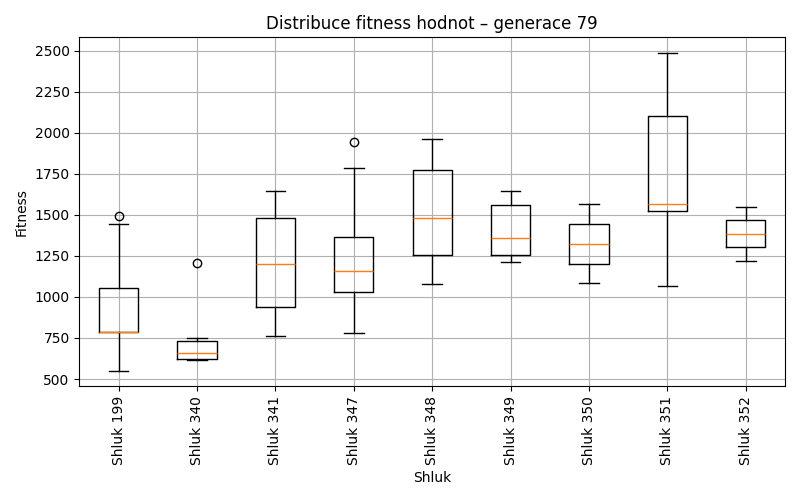 Distribuce fitness hodnot – generace 79
Fitness
2500
2250
2000
1750
1500
1250
1000
750
500
Shluk 199
Shluk 340
Shluk 341
Shluk 347
Shluk 348
Shluk 349
Shluk 350
Shluk 351
Shluk 352
Shluk